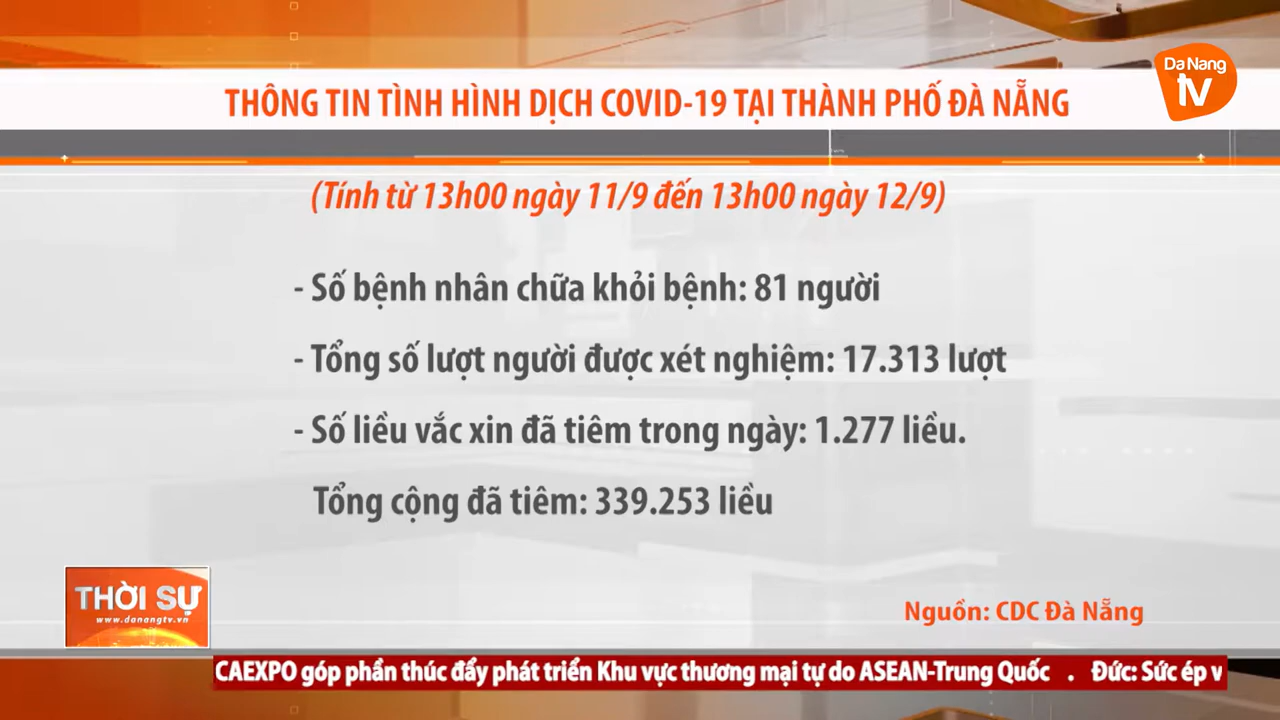 Da Nang
tv
THÔNG TIN TÌNH HÌNH DỊCH COVID-19 TẠI THÀNH PHỐ ĐÀ NẴNG
(Tính từ 13h00 ngày 11/9 đến 13h00 ngày 12/9)
- Số bệnh nhân chữa khỏi bệnh: 81 người
- Tổng số lượt người được xét nghiệm: 17.313 lượt
- Số liều vắc xin đã tiêm trong ngày: 1.277 liều.
Tổng cộng đã tiêm: 339.253 liều
THỜI SỰ
www.danangtv.vn
Nguồn: CDC Đà Nẵng
CAEXPO góp phần thúc đẩy phát triển Khu vực thương mại tự do ASEAN-Trung Quốc . Đức: Sức ép v